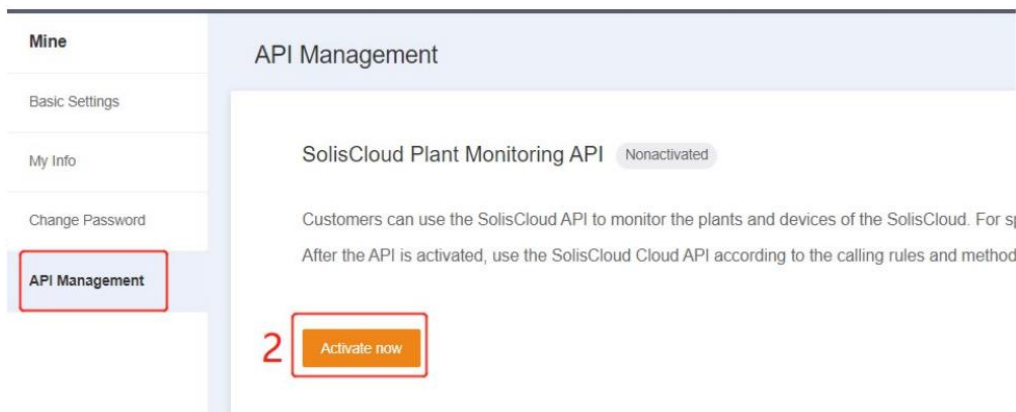 Mine
API Management
Basic Settings
SolisCloud Plant Monitoring API Nonactivated
My Info
Change Password
Customers can use the SolisCloud API to monitor the plants and devices of the SolisCloud. For
After the API is activated, use the SolisCloud Cloud API according to the calling rules and method
API Management
2 Activate now